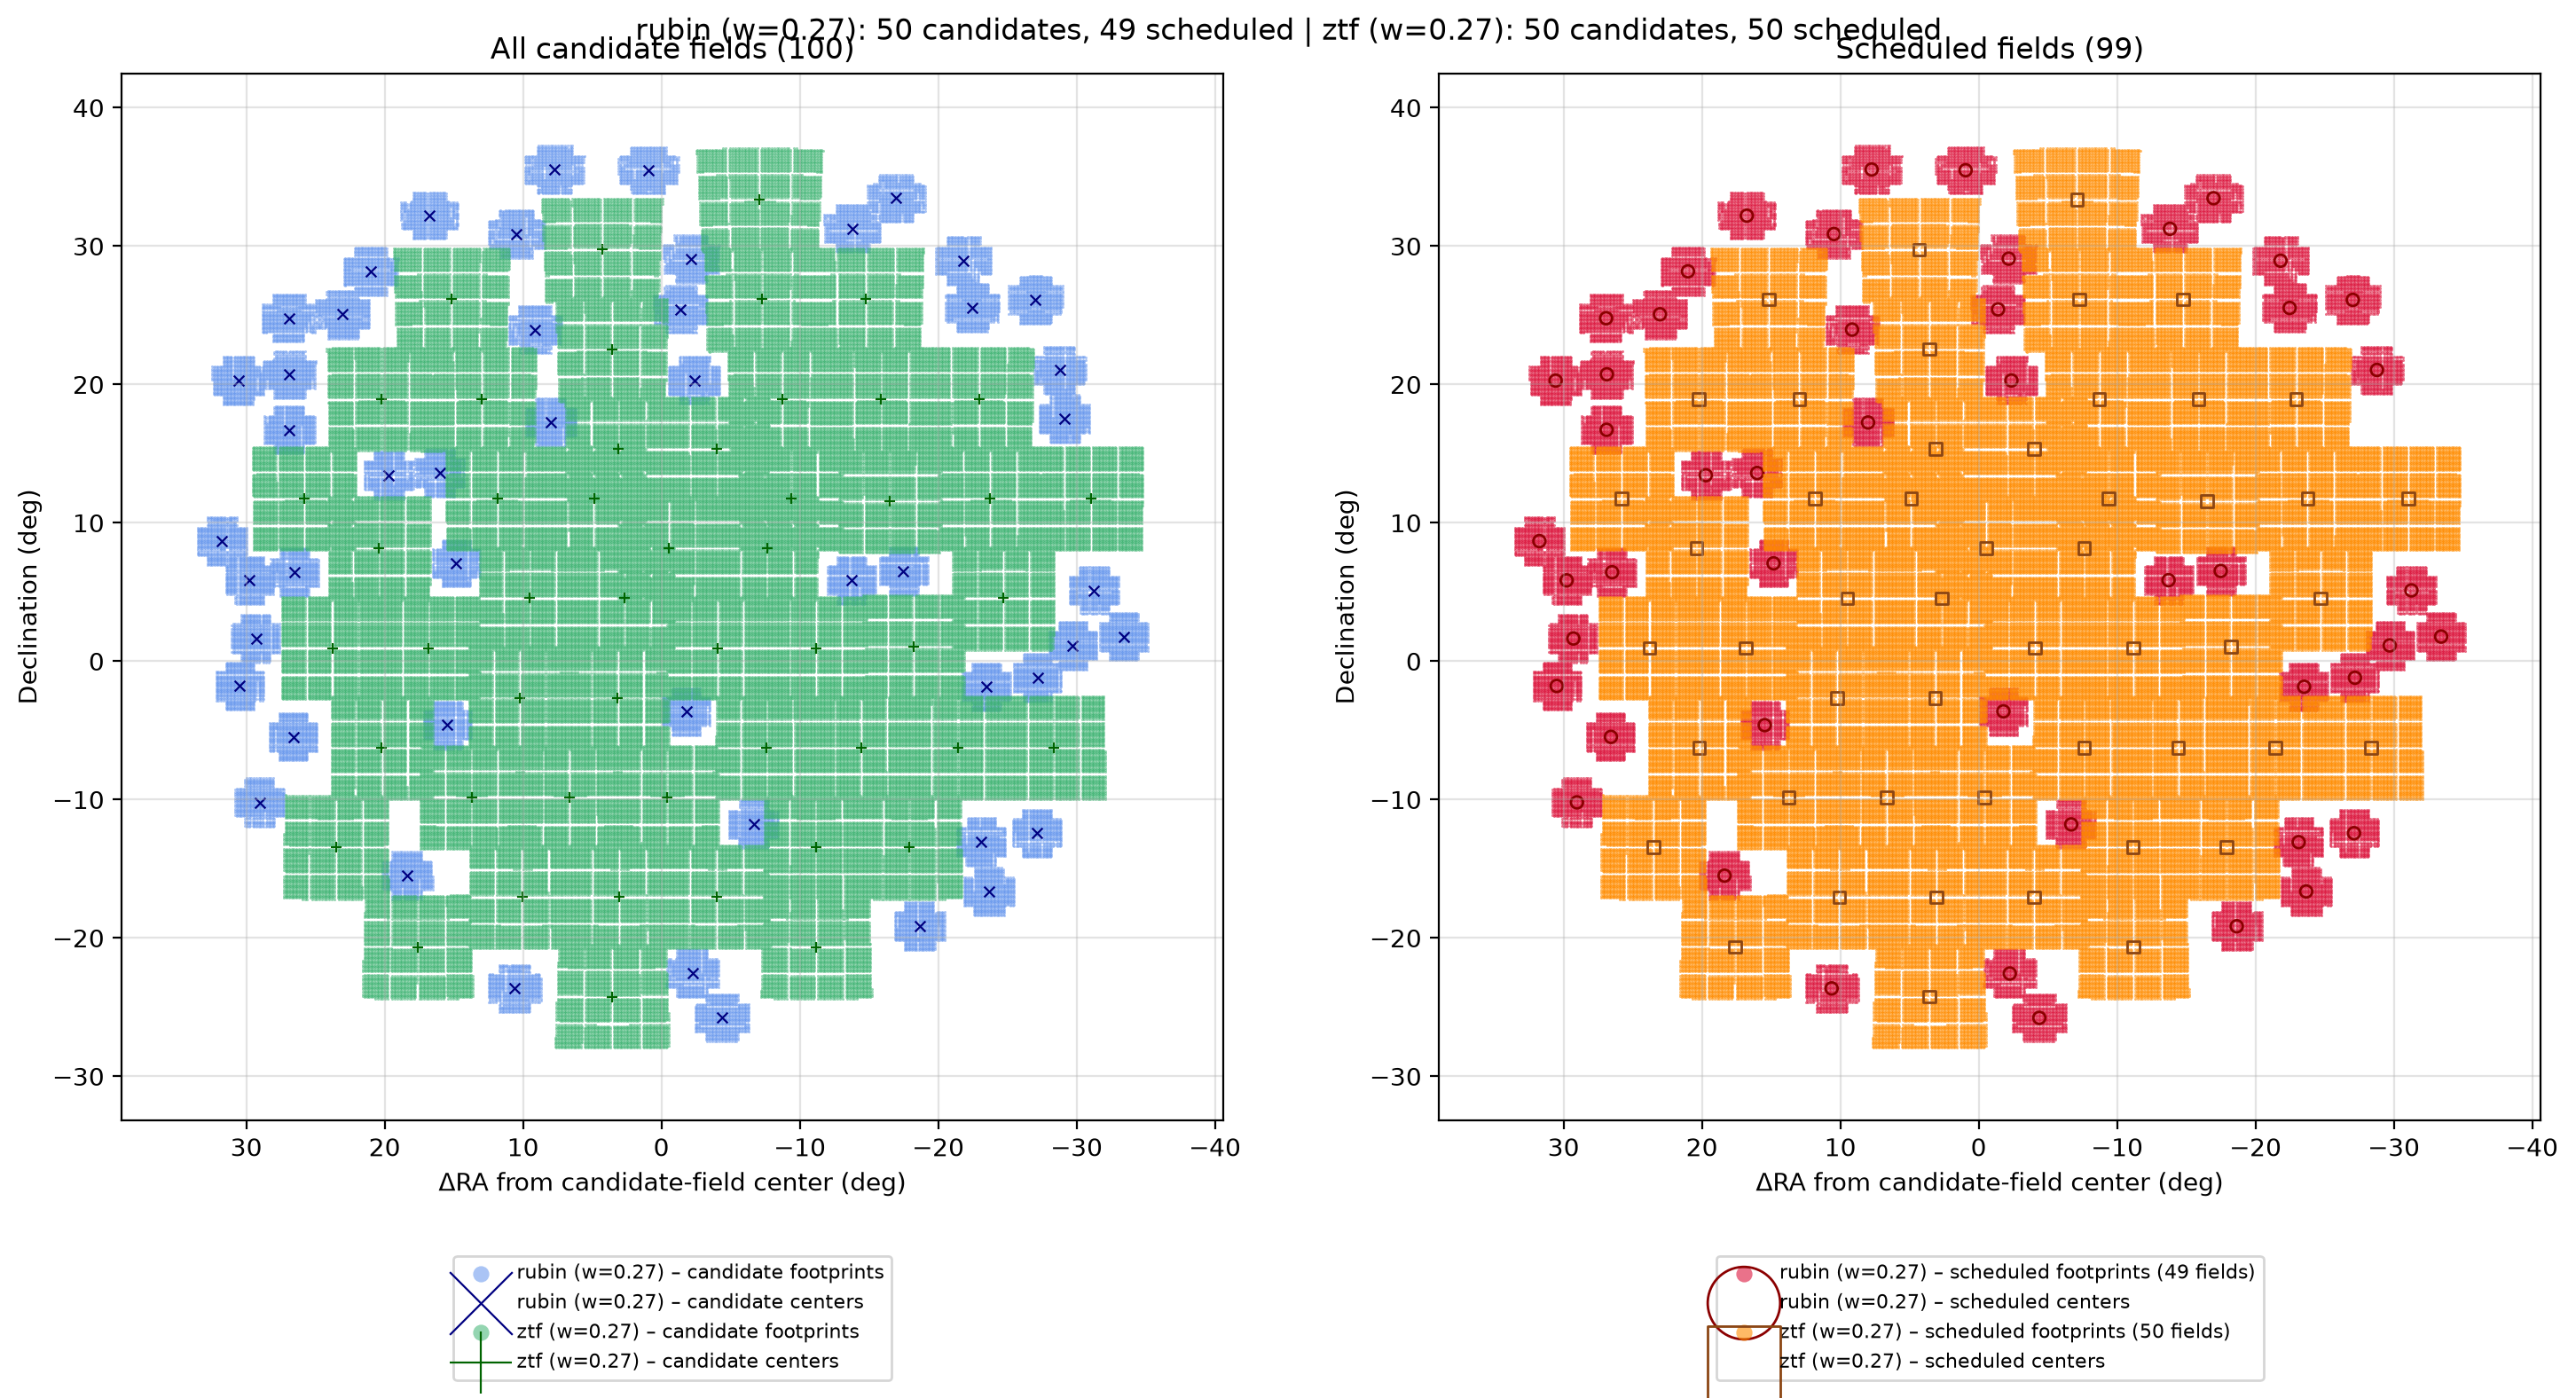 rubin (w=0.27): 50 candidates, 49 scheduled | ztf (w=0.27): 50 candidates, 50 scheduled
All candidate fields (100)
40
30
20
10
0
−10
−20
−30
Declination (deg)
30
20
10
0
−10
−20
−30
−40
ΔRA from candidate-field center (deg)
rubin (w=0.27) – candidate footprints
rubin (w=0.27) – candidate centers
ztf (w=0.27) – candidate footprints
ztf (w=0.27) – candidate centers
Scheduled fields (99)
40
30
20
10
0
−10
−20
−30
Declination (deg)
30
20
10
0
−10
−20
−30
−40
ΔRA from candidate-field center (deg)
rubin (w=0.27) – scheduled footprints (49 fields)
rubin (w=0.27) – scheduled centers
ztf (w=0.27) – scheduled footprints (50 fields)
ztf (w=0.27) – scheduled centers